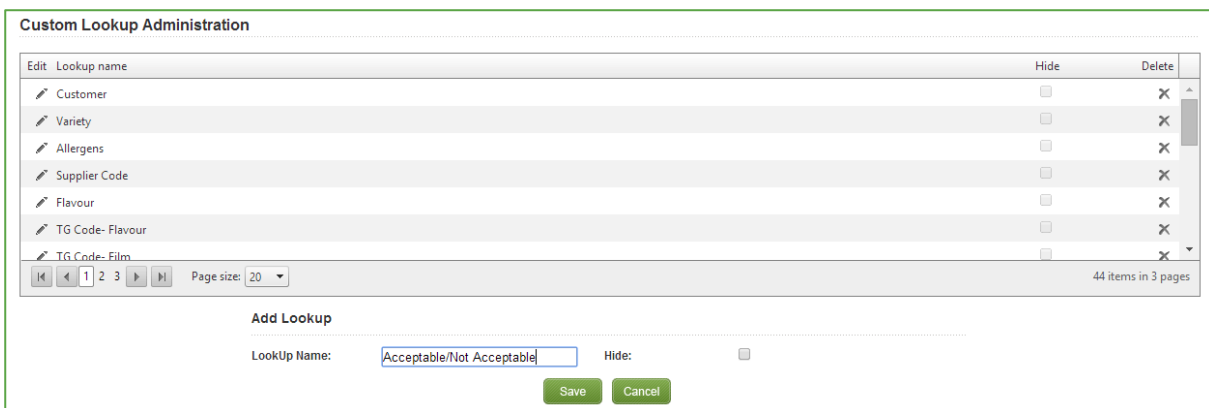 Custom Lookup Administration
Edit Lookup name Hide Delete
Customer
Variety
Allergens
Supplier Code
Flavour
TG Code- Flavour
TG Code- Film
1 2 3 Page size: 20 44 items in 3 pages
Add Lookup
LookUp Name: Acceptable/Not Acceptable Hide:
Save Cancel